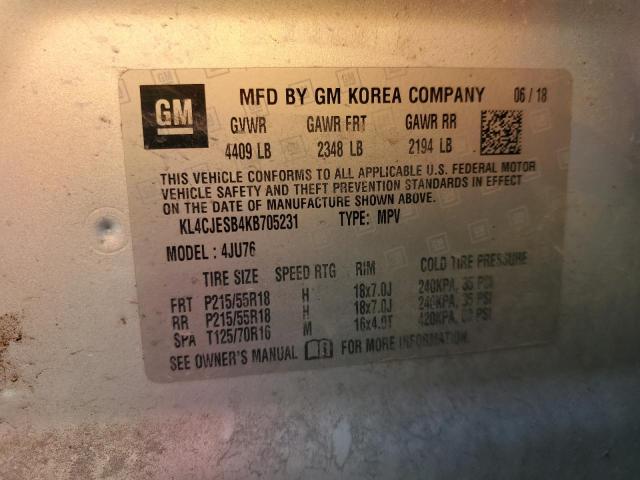 GM MFD BY GM KOREA COMPANY 06 / 18
GVWR GAWR FRT GAWR RR
4409 LB 2348 LB 2194 LB
THIS VEHICLE CONFORMS TO ALL APPLICABLE U.S. FEDERAL MOTOR
VEHICLE SAFETY AND THEFT PREVENTION STANDARDS IN EFFECT
ON THE DATE OF MANUFACTURE SHOWN ABOVE.
KL4CJESB4KB705231 TYPE: MPV
MODEL : 4JU76
TIRE SIZE SPEED RTG RIM COLD TIRE PRESSURE
FRT P215/55R18 H 18x7.0J 240KPA, 35 PSI
RR P215/55R18 H 18x7.0J 240KPA, 35 PSI
SPA T125/70R16 M 16x4.0T 420KPA, PSI
SEE OWNER'S MANUAL FOR MORE INFORMATION.